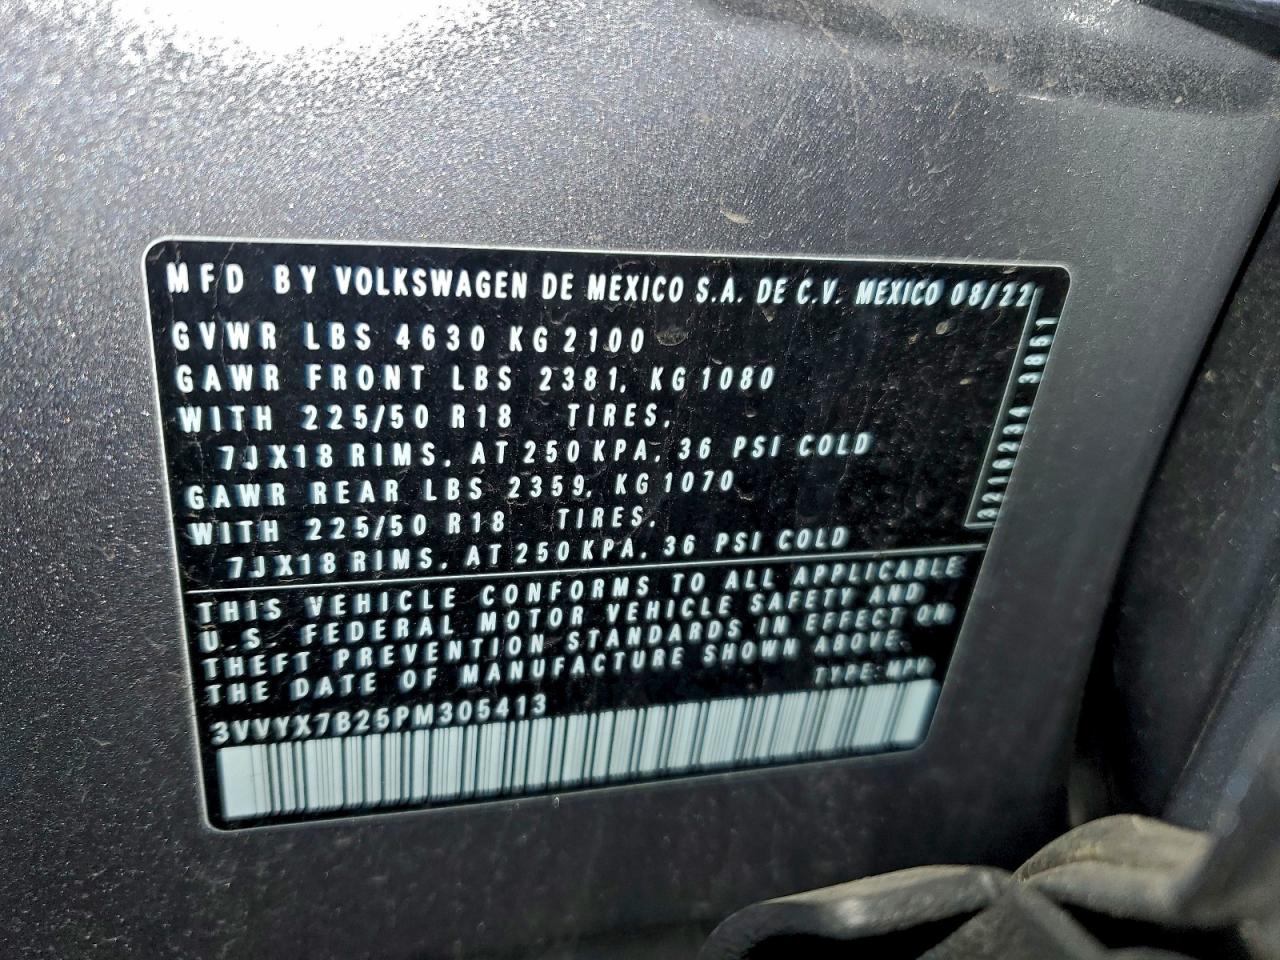 MFD BY VOLKSWAGEN DE MEXICO S.A. DE C.V. MEXICO 08/22
GVWR LBS 4630 KG 2100
GAWR FRONT LBS 2381, KG 1080
WITH 225/50 R18 TIRES,
7JX18 RIMS, AT 250 KPA, 36 PSI COLD
GAWR REAR LBS 2359, KG 1070
WITH 225/50 R18 TIRES,
7JX18 RIMS, AT 250 KPA, 36 PSI COLD
THIS VEHICLE CONFORMS TO ALL APPLICABLE
U.S. FEDERAL MOTOR VEHICLE SAFETY AND
THEFT PREVENTION STANDARDS IN EFFECT ON
THE DATE OF MANUFACTURE SHOWN ABOVE.
TYPE: MPV
3VVYX7B25PM305413